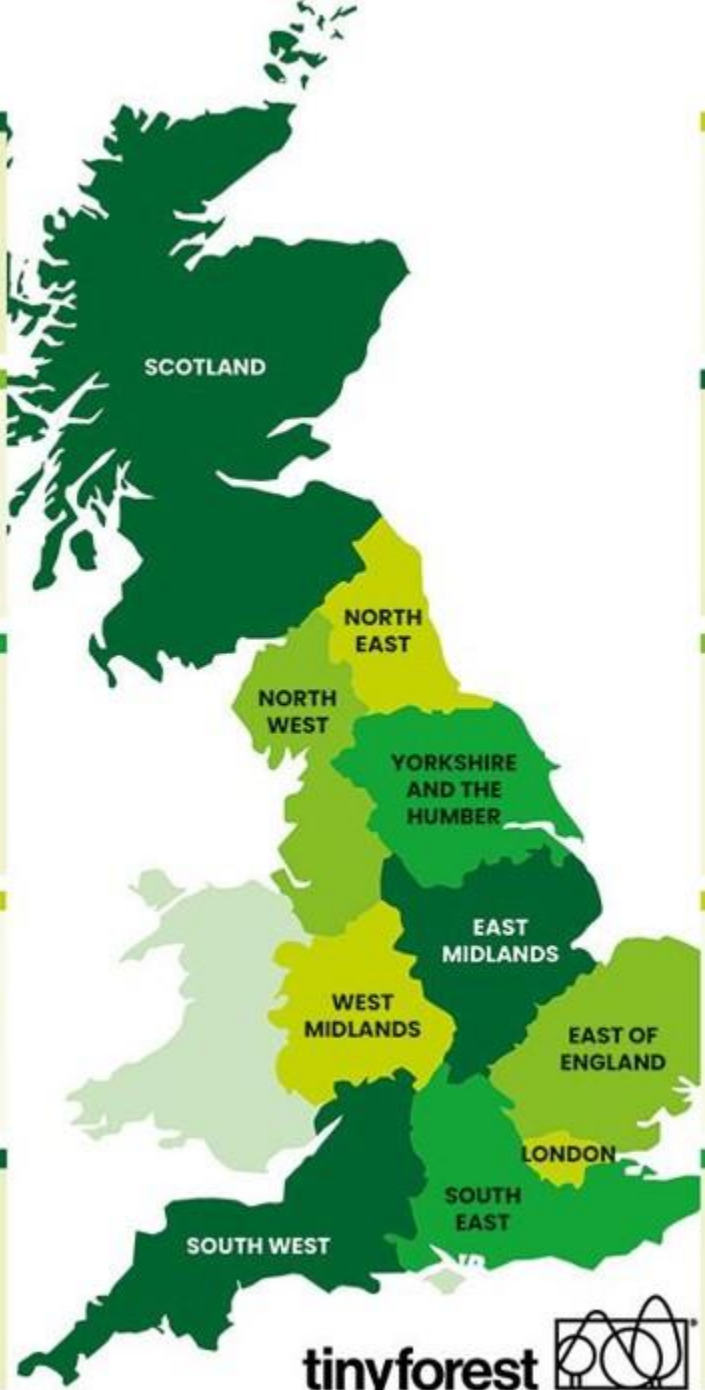 SCOTLAND
NORTH
EAST
NORTH
WEST
YORKSHIRE
AND THE
HUMBER
EAST
MIDLANDS
WEST
MIDLANDS
EAST OF
ENGLAND
LONDON
SOUTH
EAST
SOUTH WEST
tinyforest